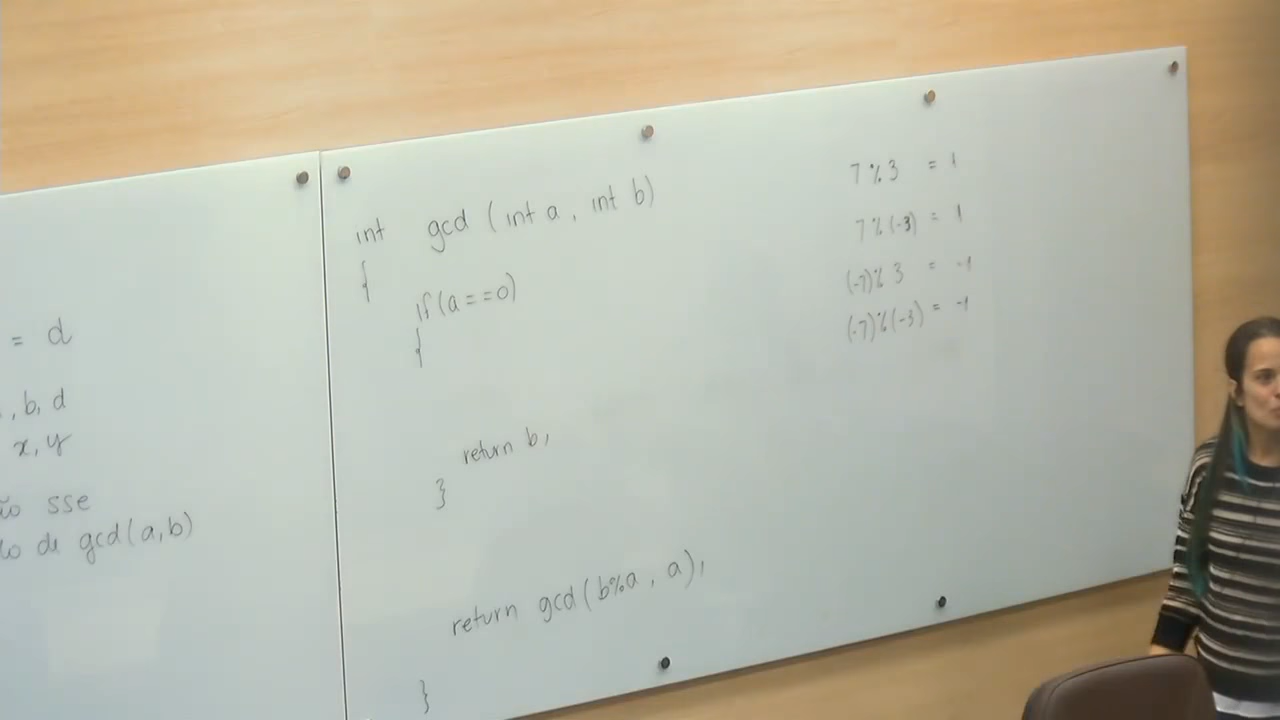 = d
, b, d
x, y
ão sse
lo de gcd(a,b)
int gcd (int a, int b)
{
if(a==0)
{
return b;
}
return gcd(b%a, a);
}
7%3 = 1
7%(-3) = 1
(-7)%3 = -1
(-7)%(-3) = -1